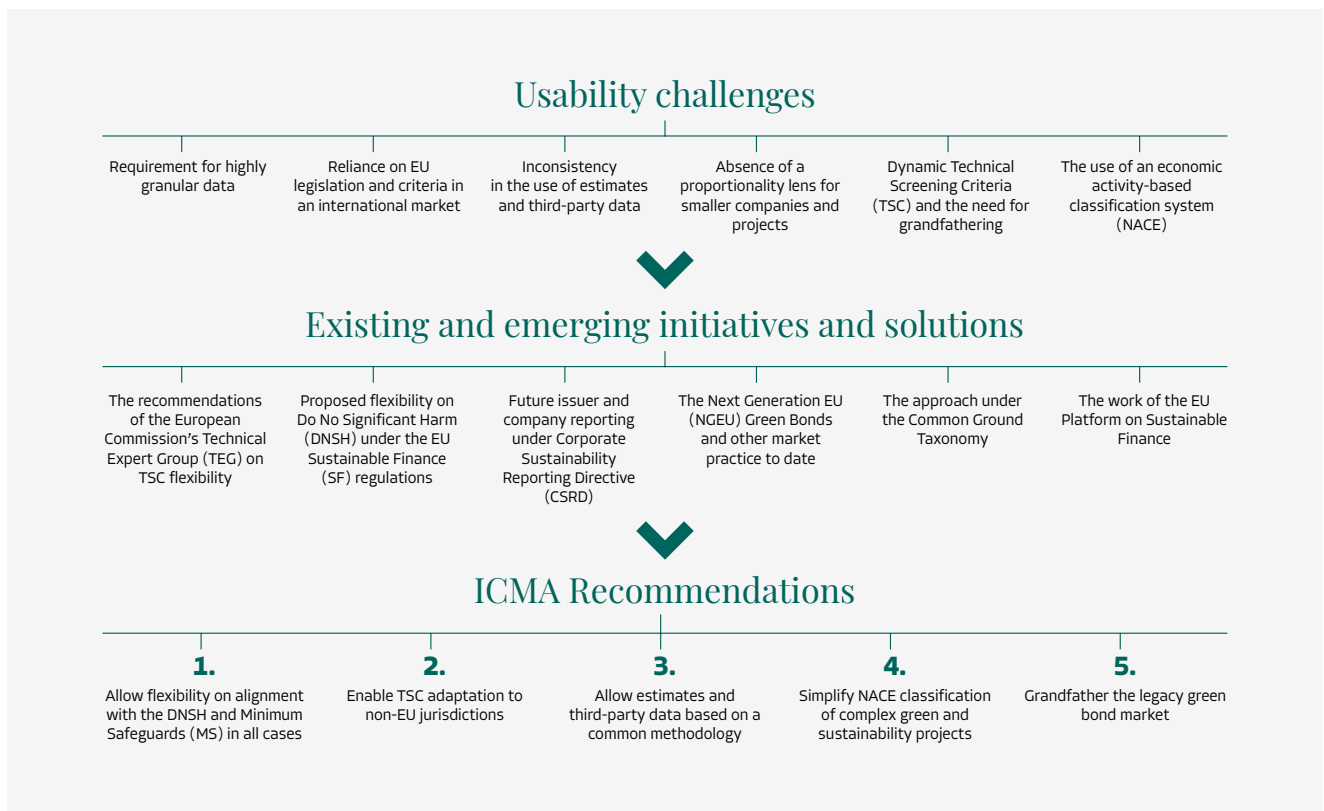 Usability challenges
Requirement for highly
granular data
Reliance on EU
legislation and criteria in
an international market
Inconsistency
in the use of estimates
and third-party data
Absence of a
proportionality lens for
smaller companies and
projects
Dynamic Technical
Screening Criteria
(TSC) and the need for
grandfathering
The use of an economic
activity-based
classification system
(NACE)
Existing and emerging initiatives and solutions
The recommendations
of the European
Commission's Technical
Expert Group (TEG) on
TSC flexibility
Proposed flexibility on
Do No Significant Harm
(DNSH) under the EU
Sustainable Finance
(SF) regulations
Future issuer and
company reporting
under Corporate
Sustainability
Reporting Directive
(CSRD)
The Next Generation EU
(NGEU) Green Bonds
and other market
practice to date
The approach under
the Common Ground
Taxonomy
The work of the EU
Platform on Sustainable
Finance
ICMA Recommendations
1.
Allow flexibility on alignment
with the DNSH and Minimum
Safeguards (MS) in all cases
2.
Enable TSC adaptation to
non-EU jurisdictions
3.
Allow estimates and
third-party data based on a
common methodology
4.
Simplify NACE classification
of complex green and
sustainability projects
5.
Grandfather the legacy green
bond market